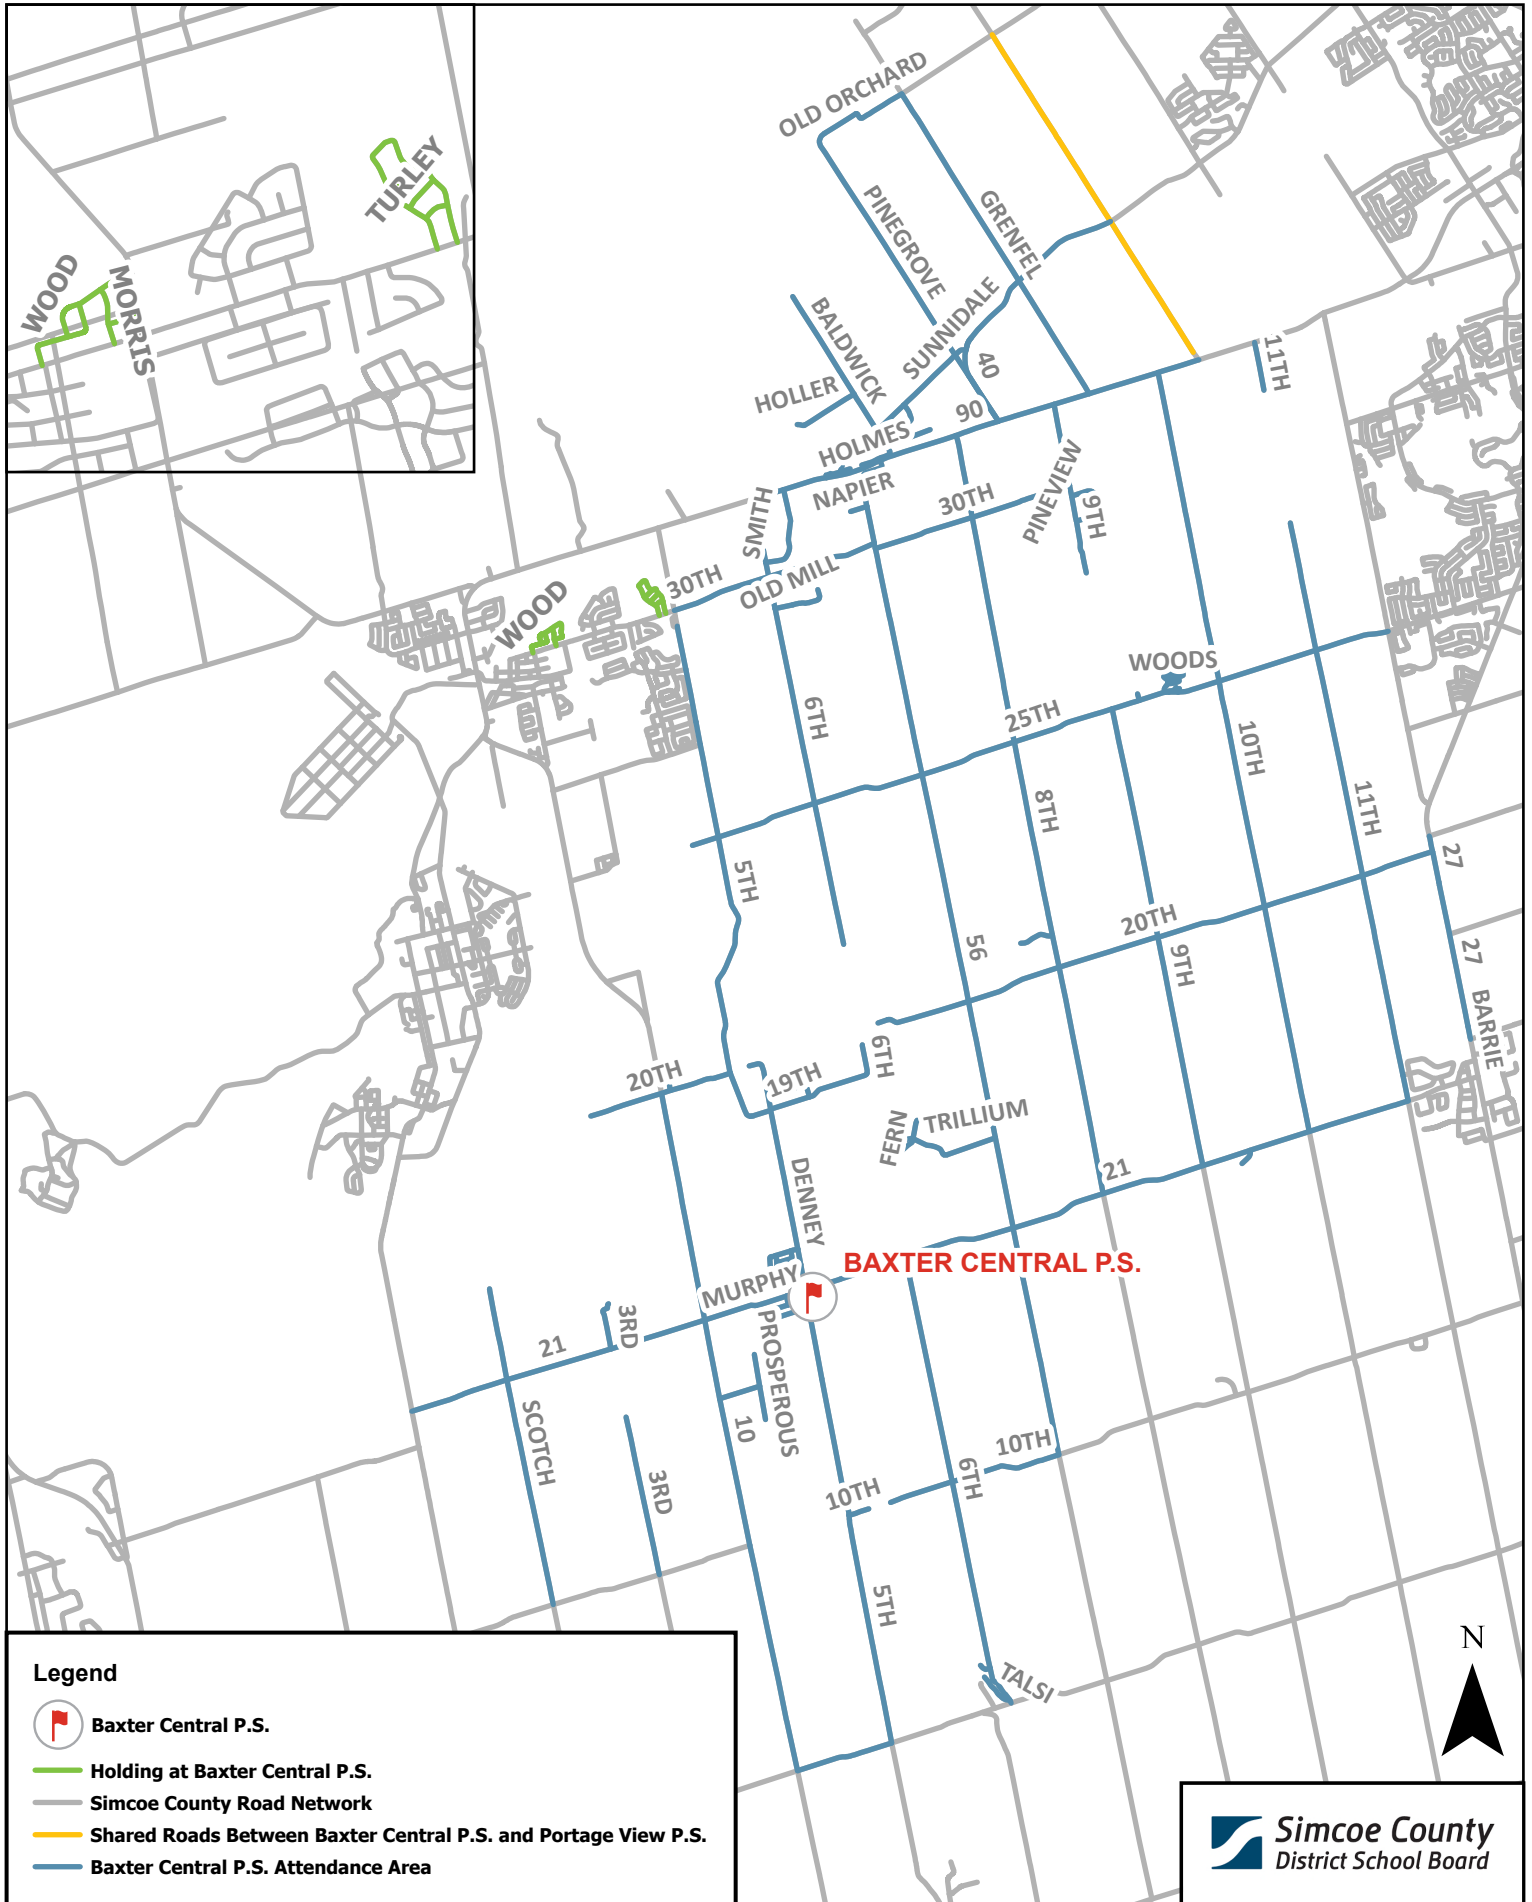 TURLEY
WOOD
MORRIS
OLD ORCHARD
PINEGROVE
GRENFEL
BALDWICK
SUNNIDALE
40
HOLLER
11TH
90
HOLMES
NAPIER
30TH
PINEVIEW
9TH
SMITH
30TH
OLD MILL
WOOD
WOODS
6TH
25TH
10TH
8TH
11TH
5TH
27
20TH
56
9TH
27
BARRIE
20TH
19TH
6TH
FERN
TRILLIUM
DENNEY
21
BAXTER CENTRAL P.S.
MURPHY
3RD
21
PROSPEROUS
SCOTCH
10
10TH
3RD
10TH
6TH
5TH
TALSI
N
Legend
Baxter Central P.S.
Holding at Baxter Central P.S.
Simcoe County Road Network
Shared Roads Between Baxter Central P.S. and Portage View P.S.
Baxter Central P.S. Attendance Area
Simcoe County
District School Board